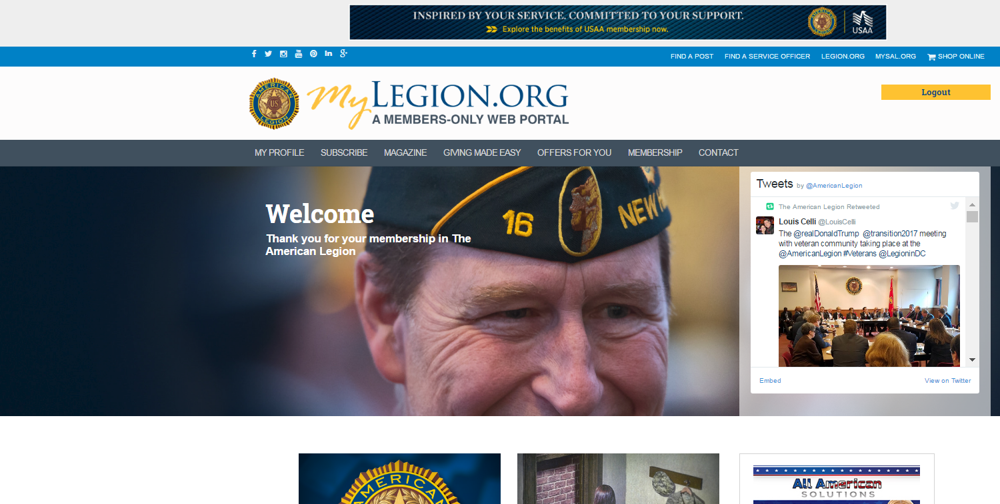 INSPIRED BY YOUR SERVICE. COMMITTED TO YOUR SUPPORT.
Explore the benefits of USAA membership now.
USAA
FIND A POST
FIND A SERVICE OFFICER
LEGION.ORG
MYSAL.ORG
SHOP ONLINE
AMERICAN
US
LEGION
MyLEGION.ORG
A MEMBERS-ONLY WEB PORTAL
Logout
MY PROFILE
SUBSCRIBE
MAGAZINE
GIVING MADE EASY
OFFERS FOR YOU
MEMBERSHIP
CONTACT
16
NEW
Welcome
Thank you for your membership in The
American Legion
Tweets by @AmericanLegion
The American Legion Retweeted
Louis Celli @LouisCelli
The @realDonaldTrump @transition2017 meeting
with veteran community taking place at the
@AmericanLegion #Veterans @LegioninDC
Embed
View on Twitter
AMERICAN
All American
SOLUTIONS